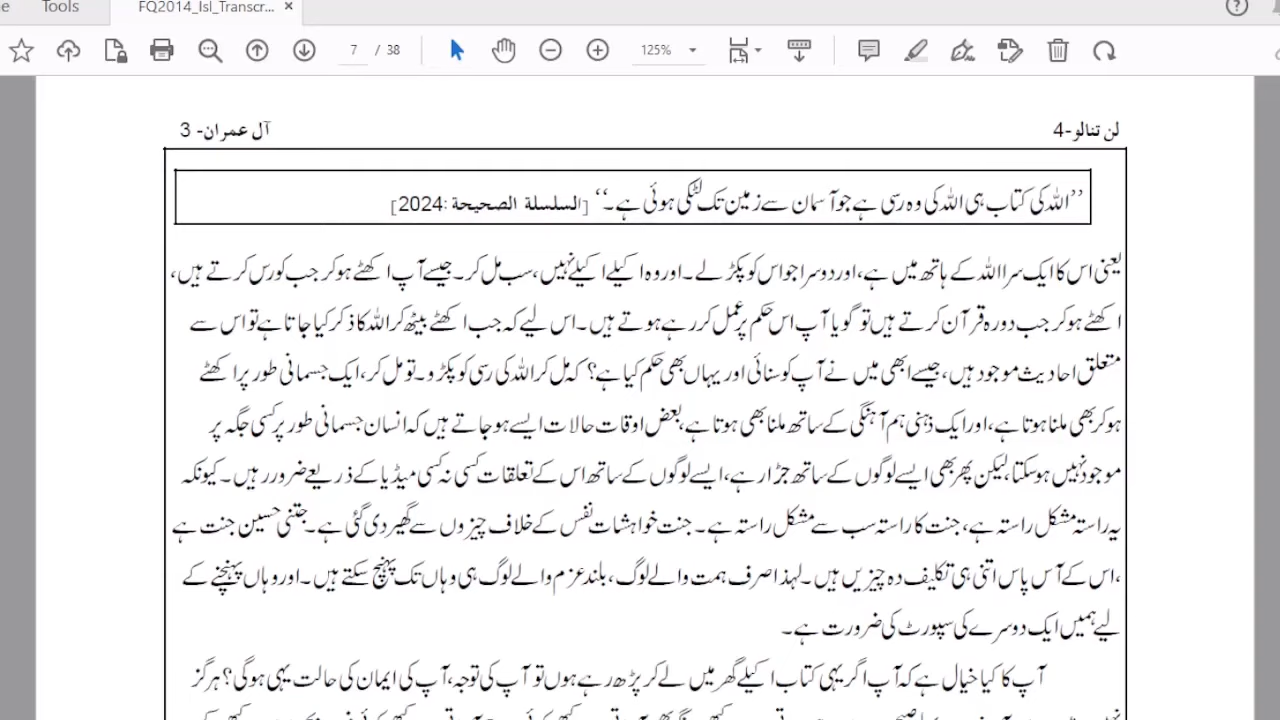 Tools FQ2014_Isl_Transcr... ×
7 / 38 125%
لن تنالو-4 آل عمران- 3
’’اللہ کی کتاب ہی اللہ کی وہ رسی ہے جو آسمان سے زمین تک لٹکی ہوئی ہے۔‘‘ [السلسلة الصحيحة :2024]
یعنی اس کا ایک سرا اللہ کے ہاتھ میں ہے، اور دوسرا جو اس کو پکڑ لے۔ اور وہ اکیلے اکیلے نہیں، سب مل کر۔ جیسے آپ اکھٹے ہو کر جب کورس کرتے ہیں،
اکھٹے ہو کر جب دورہ قرآن کرتے ہیں تو گویا آپ اس حکم پر عمل کر رہے ہوتے ہیں۔ اس لیے کہ جب اکھٹے بیٹھ کر اللہ کا ذکر کیا جاتا ہے تو اس سے
متعلق احادیث موجود ہیں، جیسے ابھی میں نے آپ کو سنائی اور یہاں بھی حکم کیا ہے؟ کہ مل کر اللہ کی رسی کو پکڑو۔ تو مل کر، ایک جسمانی طور پر اکھٹے
ہو کر بھی ملنا ہوتا ہے، اور ایک ذہنی ہم آہنگی کے ساتھ ملنا بھی ہوتا ہے، بعض اوقات حالات ایسے ہو جاتے ہیں کہ انسان جسمانی طور پر کسی جگہ پر
موجود نہیں ہو سکتا، لیکن پھر بھی ایسے لوگوں کے ساتھ جڑا رہے، ایسے لوگوں کے ساتھ اس کے تعلقات کسی نہ کسی میڈیا کے ذریعے ضرور رہیں۔ کیونکہ
یہ راستہ مشکل راستہ ہے، جنت کا راستہ سب سے مشکل راستہ ہے۔ جنت خواہشات نفس کے خلاف چیزوں سے گھیر دی گئی ہے۔ جتنی حسین جنت ہے
،اس کے آس پاس اتنی ہی تکلیف دہ چیزیں ہیں۔ لہذا صرف ہمت والے لوگ، بلند عزم والے لوگ ہی وہاں تک پہنچ سکتے ہیں۔ اور وہاں پہنچنے کے
لیے ہمیں ایک دوسرے کی سپورٹ کی ضرورت ہے۔
آپ کا کیا خیال ہے کہ آپ اگر یہی کتاب اکیلے گھر میں لے کر پڑھ رہے ہوں تو آپ کی توجہ، آپ کی ایمان کی حالت یہی ہو گی؟ ہرگز